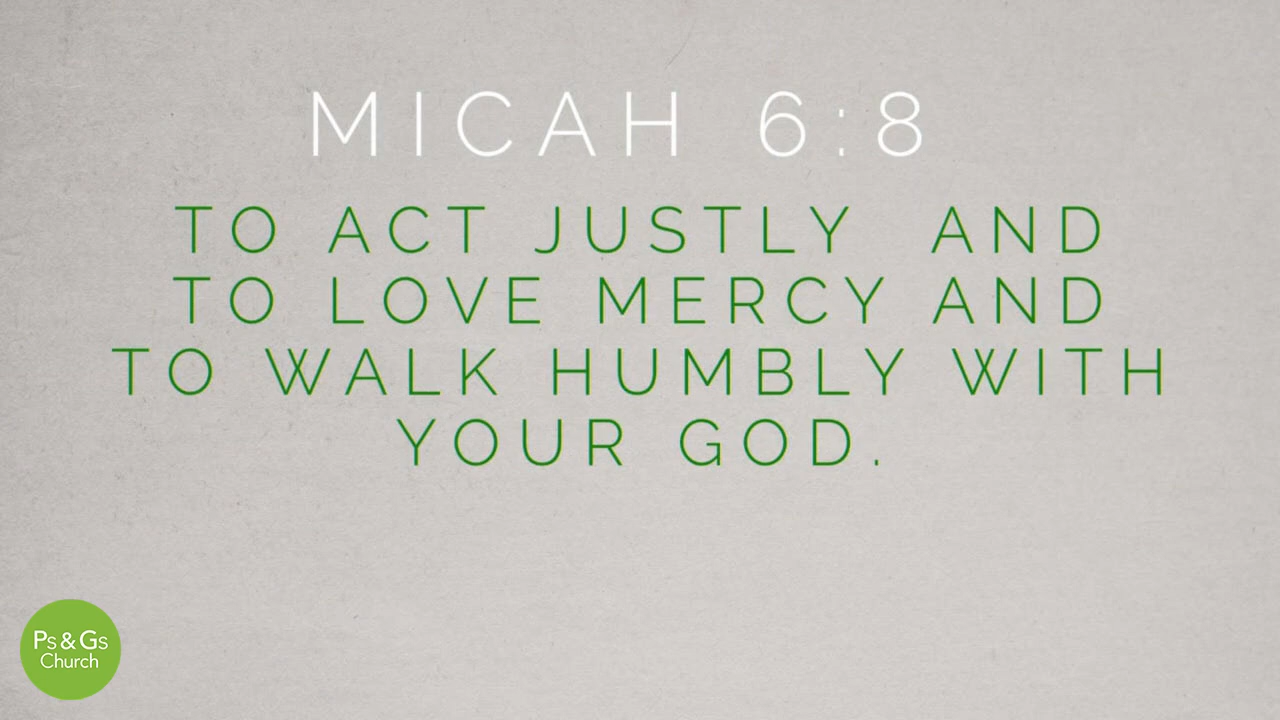 MICAH 6:8
TO ACT JUSTLY AND
TO LOVE MERCY AND
TO WALK HUMBLY WITH
YOUR GOD.
Ps & Gs
Church